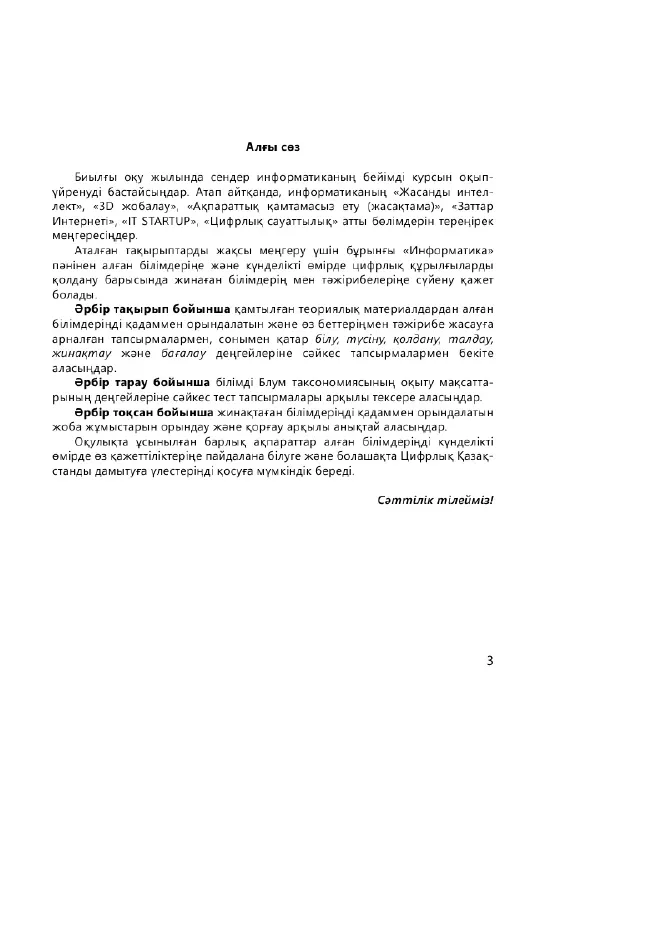 Алғы сөз
Биылғы оқу жылында сендер информатиканың бейімді курсын оқып-
үйренуді бастайсыңдар. Атап айтқанда, информатиканың «Жасанды интел-
лект», «3D жобалау», «Ақпараттық қамтамасыз ету (жасақтама)», «Заттар
Интернеті», «IT STARTUP», «Цифрлық сауаттылық» атты бөлімдерін тереңірек
меңгересіңдер.
Аталған тақырыптарды жақсы меңгеру үшін бұрынғы «Информатика»
пәнінен алған білімдеріңе және күнделікті өмірде цифрлық құрылғыларды
қолдану барысында жинаған білімдерің мен тәжірибелеріңе сүйену қажет
болады.
Әрбір тақырып бойынша қамтылған теориялық материалдардан алған
білімдеріңді қадаммен орындалатын және өз беттеріңмен тәжірибе жасауға
арналған тапсырмалармен, сонымен қатар білу, түсіну, қолдану, талдау,
жинақтау және бағалау деңгейлеріне сәйкес тапсырмалармен бекіте
аласыңдар.
Әрбір тарау бойынша білімді Блум таксономиясының оқыту мақсатта-
рының деңгейлеріне сәйкес тест тапсырмалары арқылы тексере аласыңдар.
Әрбір тоқсан бойынша жинақтаған білімдеріңді қадаммен орындалатын
жоба жұмыстарын орындау және қорғау арқылы анықтай аласыңдар.
Оқулықта ұсынылған барлық ақпараттар алған білімдеріңді күнделікті
өмірде өз қажеттіліктеріңе пайдалана білуге және болашақта Цифрлық Қазақ-
станды дамытуға үлестеріңді қосуға мүмкіндік береді.
Сәттілік тілейміз!
3